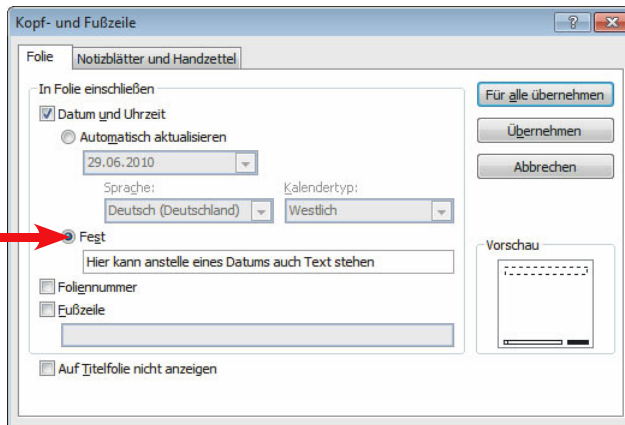 Kopf- und Fußzeile
Folie
Notizblätter und Handzettel
In Folie einschließen
Datum und Uhrzeit
Automatisch aktualisieren
29.06.2010
Sprache:
Kalendertyp:
Deutsch (Deutschland)
Westlich
Fest
Hier kann anstelle eines Datums auch Text stehen
Foliennummer
Fußzeile
Auf Titelfolie nicht anzeigen
Für alle übernehmen
Übernehmen
Abbrechen
Vorschau